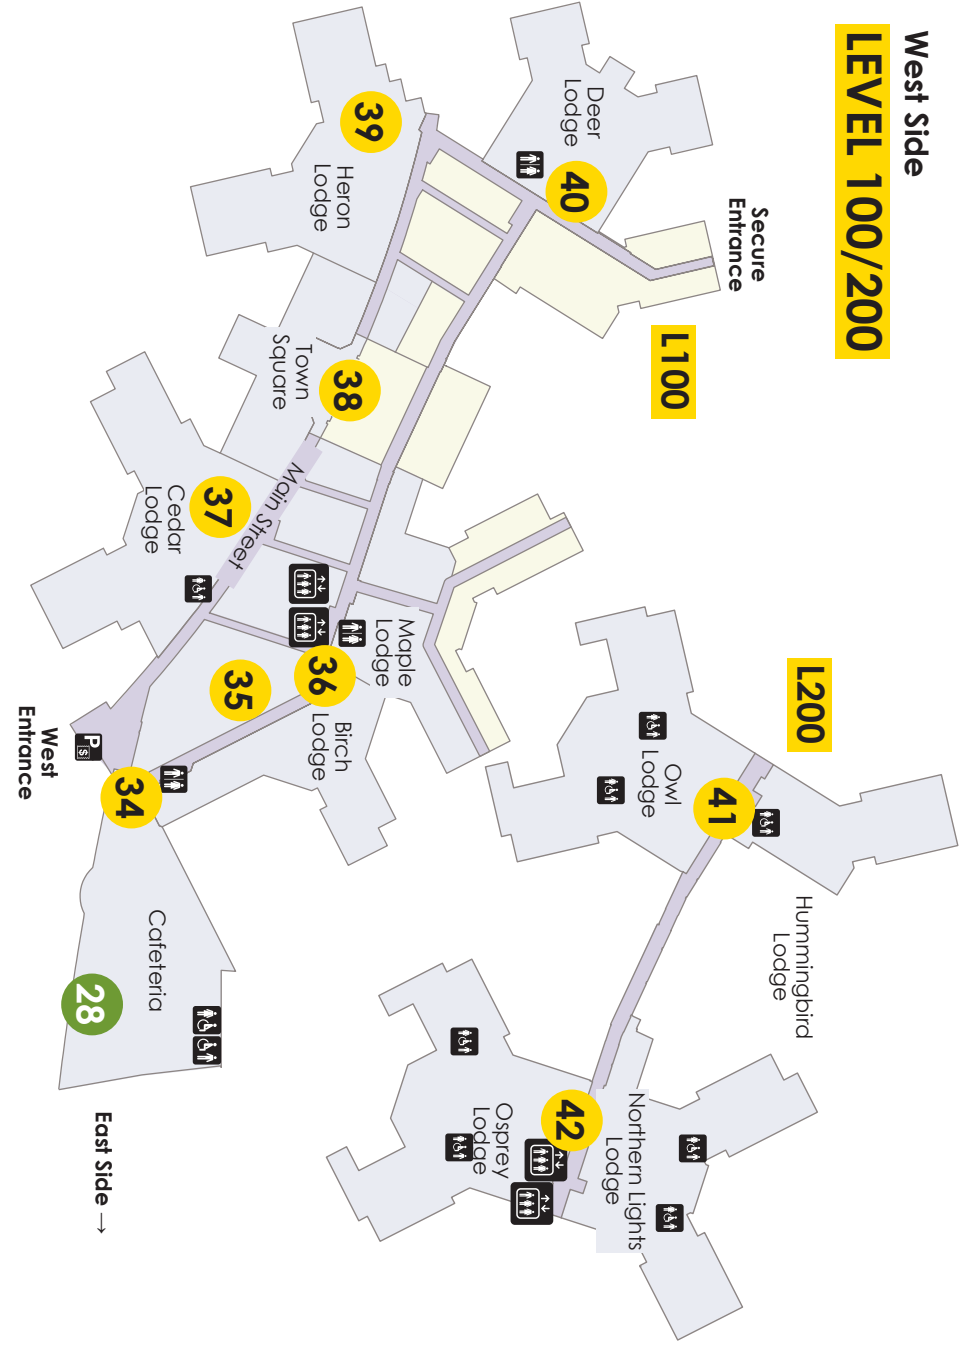 West Side
LEVEL 100/200
Secure
Entrance
L100
L200
Deer
Lodge
40
39
Heron
Lodge
Town
Square
38
Main Street
37
Cedar
Lodge
Maple
Lodge
36
35
Birch
Lodge
West
Entrance
P
$
34
Cafeteria
28
East Side →
Owl
Lodge
41
Hummingbird
Lodge
Northern Lights
Lodge
42
Osprey
Lodge